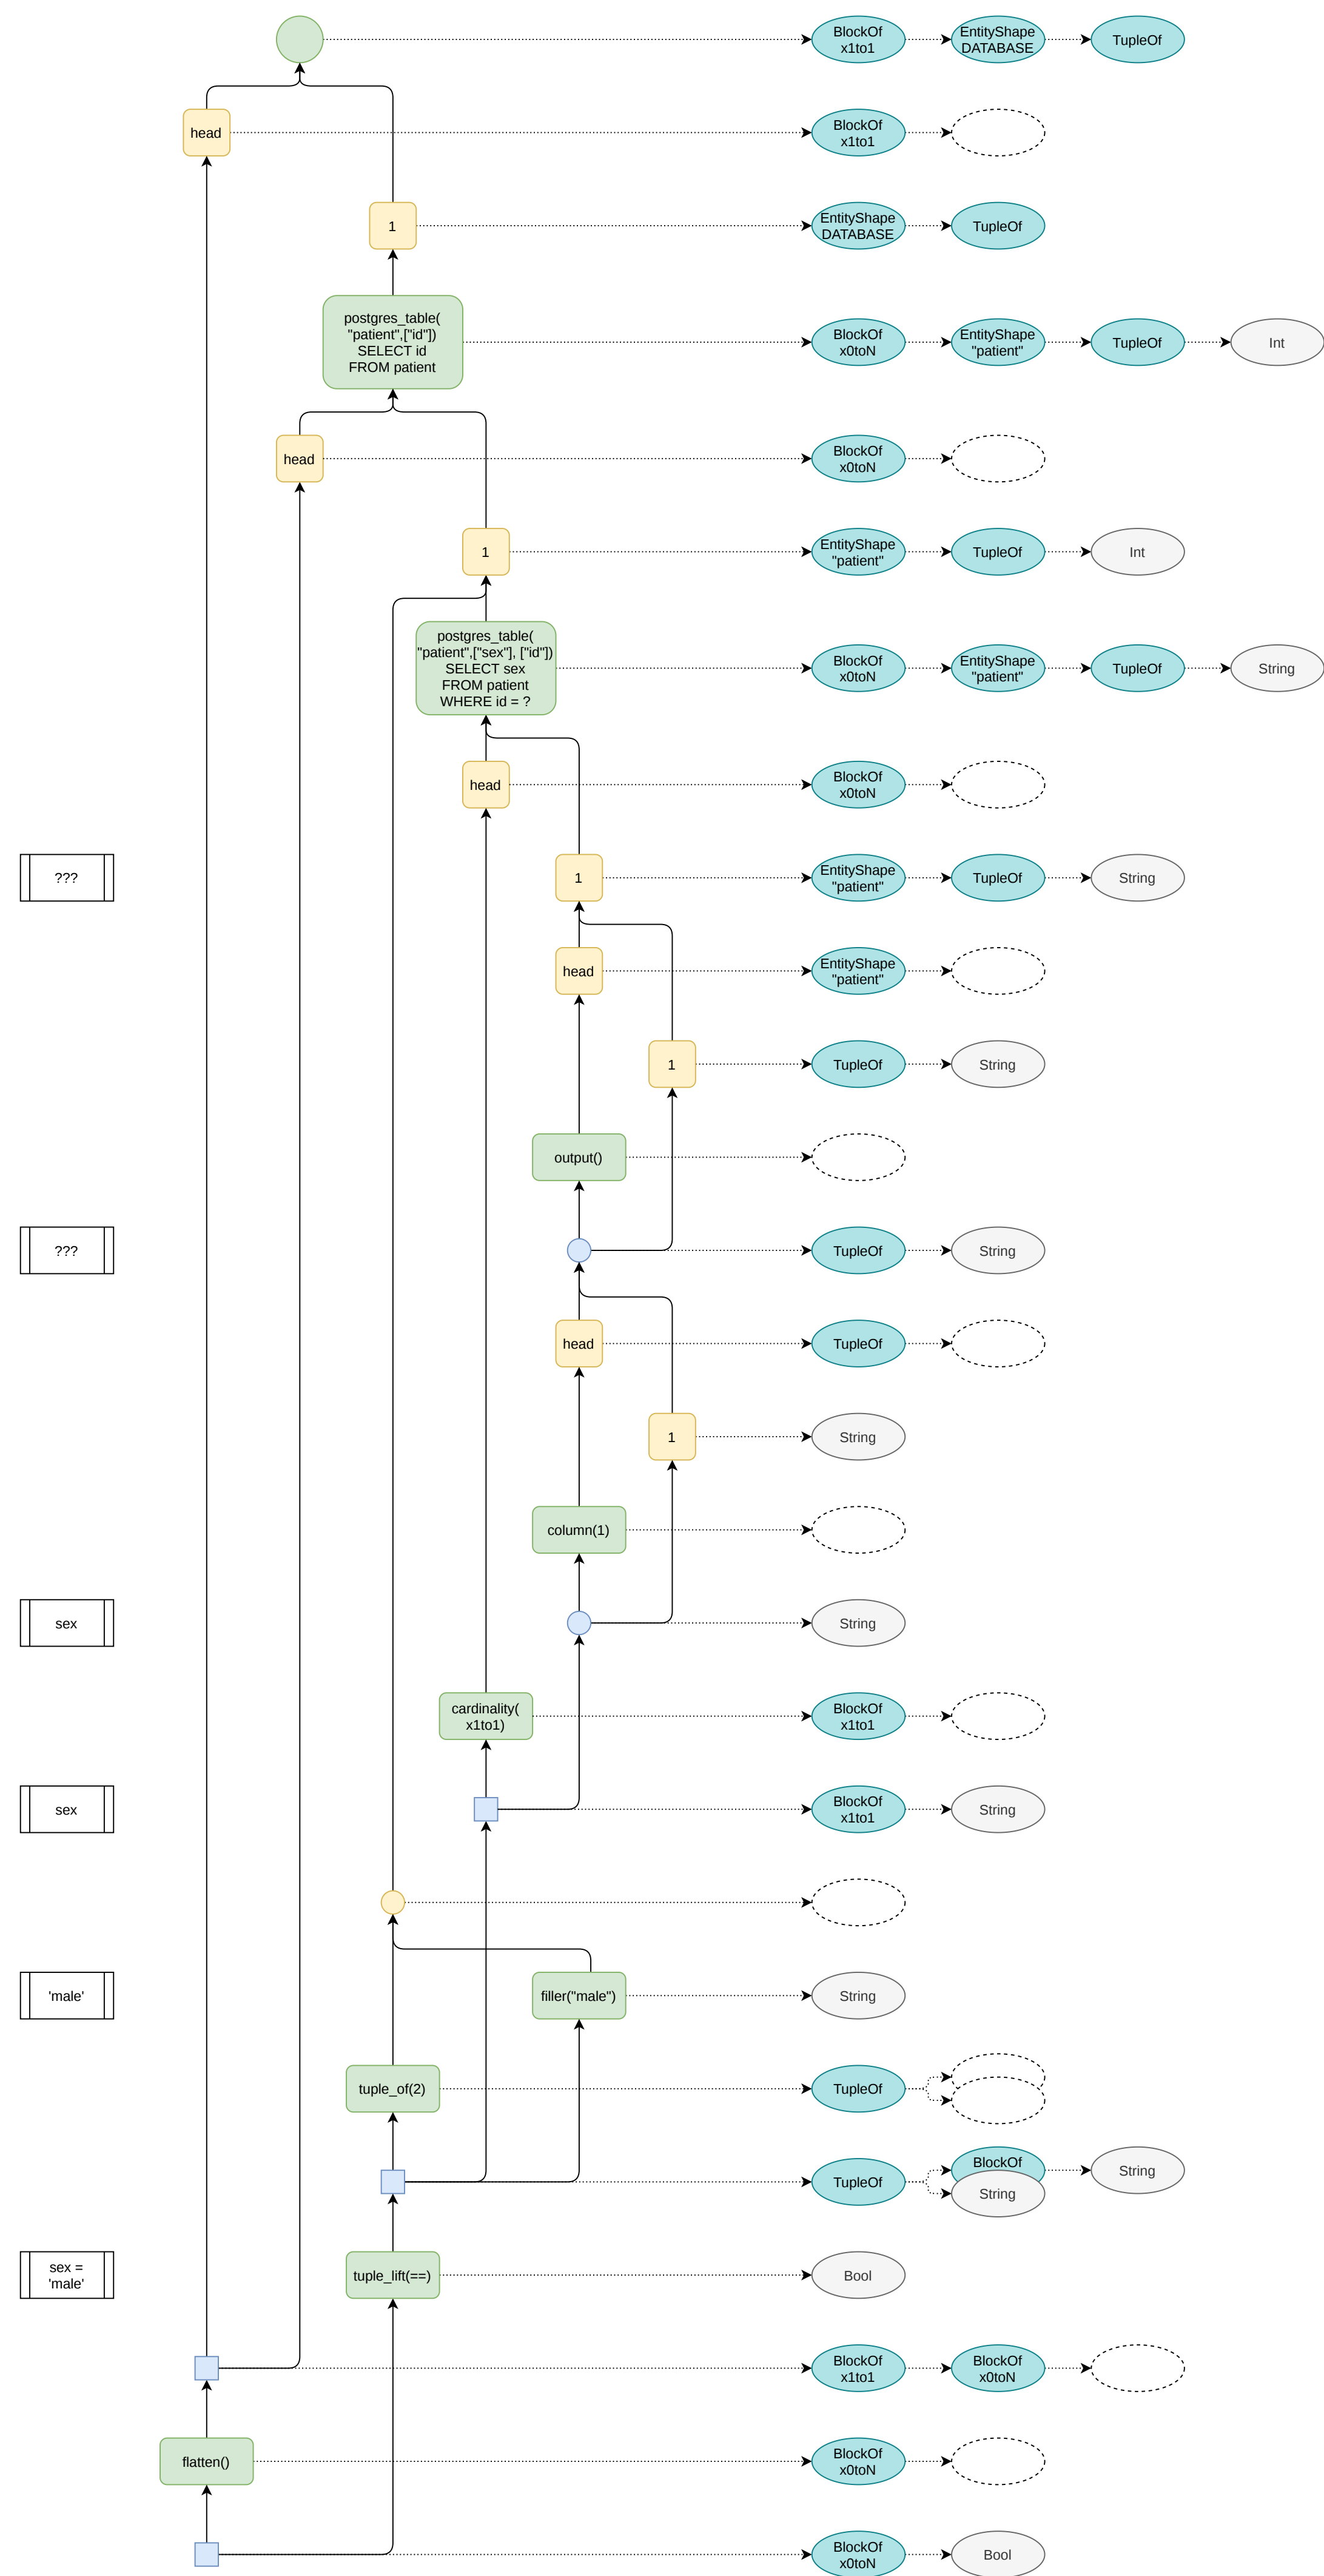 BlockOf
x1to1
EntityShape
DATABASE
TupleOf
head
BlockOf
x1to1
1
EntityShape
DATABASE
TupleOf
postgres_table(
"patient",["id"])
SELECT id
FROM patient
BlockOf
x0toN
EntityShape
"patient"
TupleOf
Int
head
BlockOf
x0toN
1
EntityShape
"patient"
TupleOf
Int
postgres_table(
"patient",["sex"], ["id"])
SELECT sex
FROM patient
WHERE id = ?
BlockOf
x0toN
EntityShape
"patient"
TupleOf
String
head
BlockOf
x0toN
???
1
EntityShape
"patient"
TupleOf
String
head
EntityShape
"patient"
1
TupleOf
String
output()
???
TupleOf
String
head
TupleOf
1
String
column(1)
sex
String
cardinality(
x1to1)
BlockOf
x1to1
sex
BlockOf
x1to1
String
'male'
filler("male")
String
tuple_of(2)
TupleOf
TupleOf
BlockOf
String
String
sex =
'male'
tuple_lift(==)
Bool
BlockOf
x1to1
BlockOf
x0toN
flatten()
BlockOf
x0toN
BlockOf
x0toN
Bool